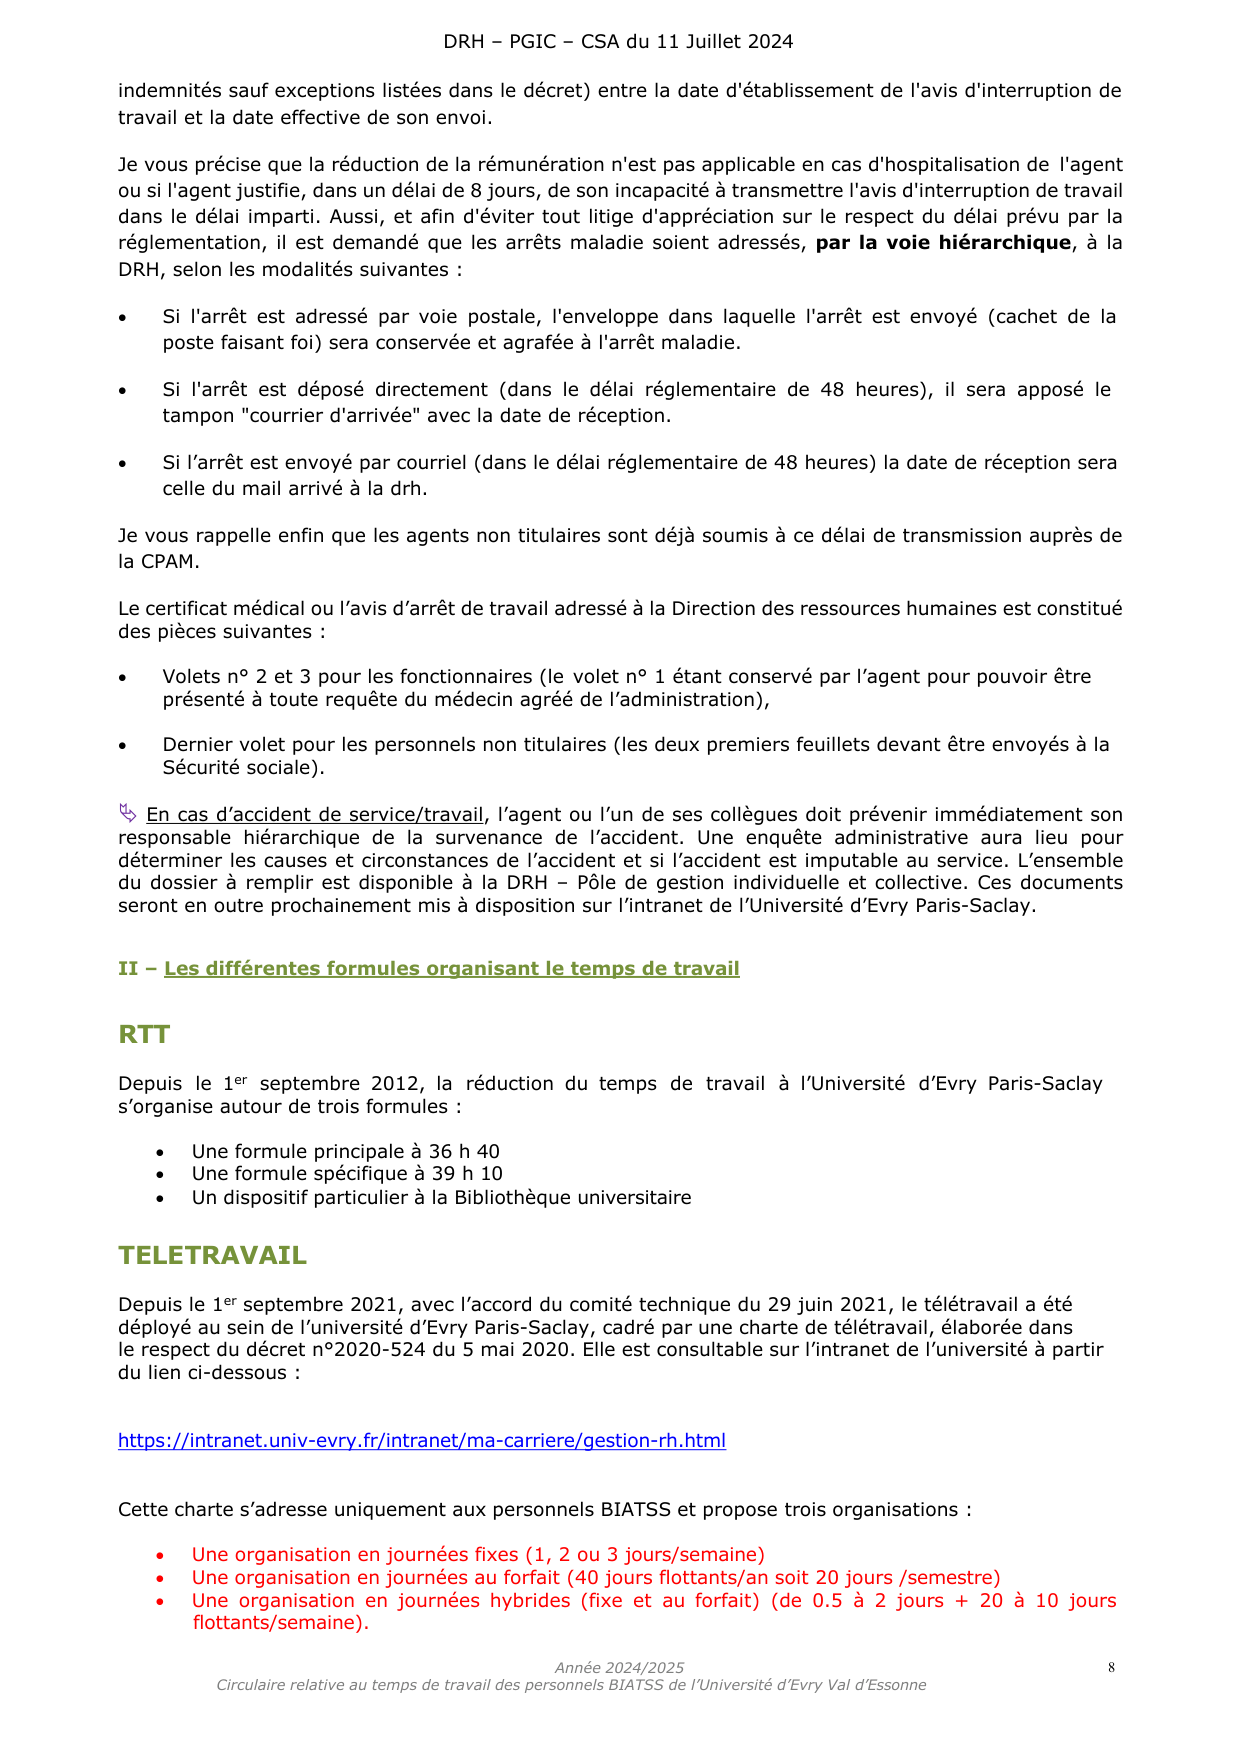 DRH – PGIC – CSA du 11 Juillet 2024
indemnités sauf exceptions listées dans le décret) entre la date d'établissement de l'avis d'interruption de
travail et la date effective de son envoi.
Je vous précise que la réduction de la rémunération n'est pas applicable en cas d'hospitalisation de l'agent
ou si l'agent justifie, dans un délai de 8 jours, de son incapacité à transmettre l'avis d'interruption de travail
dans le délai imparti. Aussi, et afin d'éviter tout litige d'appréciation sur le respect du délai prévu par la
réglementation, il est demandé que les arrêts maladie soient adressés, par la voie hiérarchique, à la
DRH, selon les modalités suivantes :
• Si l'arrêt est adressé par voie postale, l'enveloppe dans laquelle l'arrêt est envoyé (cachet de la
poste faisant foi) sera conservée et agrafée à l'arrêt maladie.
• Si l'arrêt est déposé directement (dans le délai réglementaire de 48 heures), il sera apposé le
tampon "courrier d'arrivée" avec la date de réception.
• Si l’arrêt est envoyé par courriel (dans le délai réglementaire de 48 heures) la date de réception sera
celle du mail arrivé à la drh.
Je vous rappelle enfin que les agents non titulaires sont déjà soumis à ce délai de transmission auprès de
la CPAM.
Le certificat médical ou l’avis d’arrêt de travail adressé à la Direction des ressources humaines est constitué
des pièces suivantes :
• Volets n° 2 et 3 pour les fonctionnaires (le volet n° 1 étant conservé par l’agent pour pouvoir être
présenté à toute requête du médecin agréé de l’administration),
• Dernier volet pour les personnels non titulaires (les deux premiers feuillets devant être envoyés à la
Sécurité sociale).
En cas d’accident de service/travail, l’agent ou l’un de ses collègues doit prévenir immédiatement son
responsable hiérarchique de la survenance de l’accident. Une enquête administrative aura lieu pour
déterminer les causes et circonstances de l’accident et si l’accident est imputable au service. L’ensemble
du dossier à remplir est disponible à la DRH – Pôle de gestion individuelle et collective. Ces documents
seront en outre prochainement mis à disposition sur l’intranet de l’Université d’Evry Paris-Saclay.
II – Les différentes formules organisant le temps de travail
RTT
Depuis le 1er septembre 2012, la réduction du temps de travail à l’Université d’Evry Paris-Saclay
s’organise autour de trois formules :
• Une formule principale à 36 h 40
• Une formule spécifique à 39 h 10
• Un dispositif particulier à la Bibliothèque universitaire
TELETRAVAIL
Depuis le 1er septembre 2021, avec l’accord du comité technique du 29 juin 2021, le télétravail a été
déployé au sein de l’université d’Evry Paris-Saclay, cadré par une charte de télétravail, élaborée dans
le respect du décret n°2020-524 du 5 mai 2020. Elle est consultable sur l’intranet de l’université à partir
du lien ci-dessous :
https://intranet.univ-evry.fr/intranet/ma-carriere/gestion-rh.html
Cette charte s’adresse uniquement aux personnels BIATSS et propose trois organisations :
• Une organisation en journées fixes (1, 2 ou 3 jours/semaine)
• Une organisation en journées au forfait (40 jours flottants/an soit 20 jours /semestre)
• Une organisation en journées hybrides (fixe et au forfait) (de 0.5 à 2 jours + 20 à 10 jours
flottants/semaine).
Année 2024/2025 8
Circulaire relative au temps de travail des personnels BIATSS de l’Université d’Evry Val d’Essonne